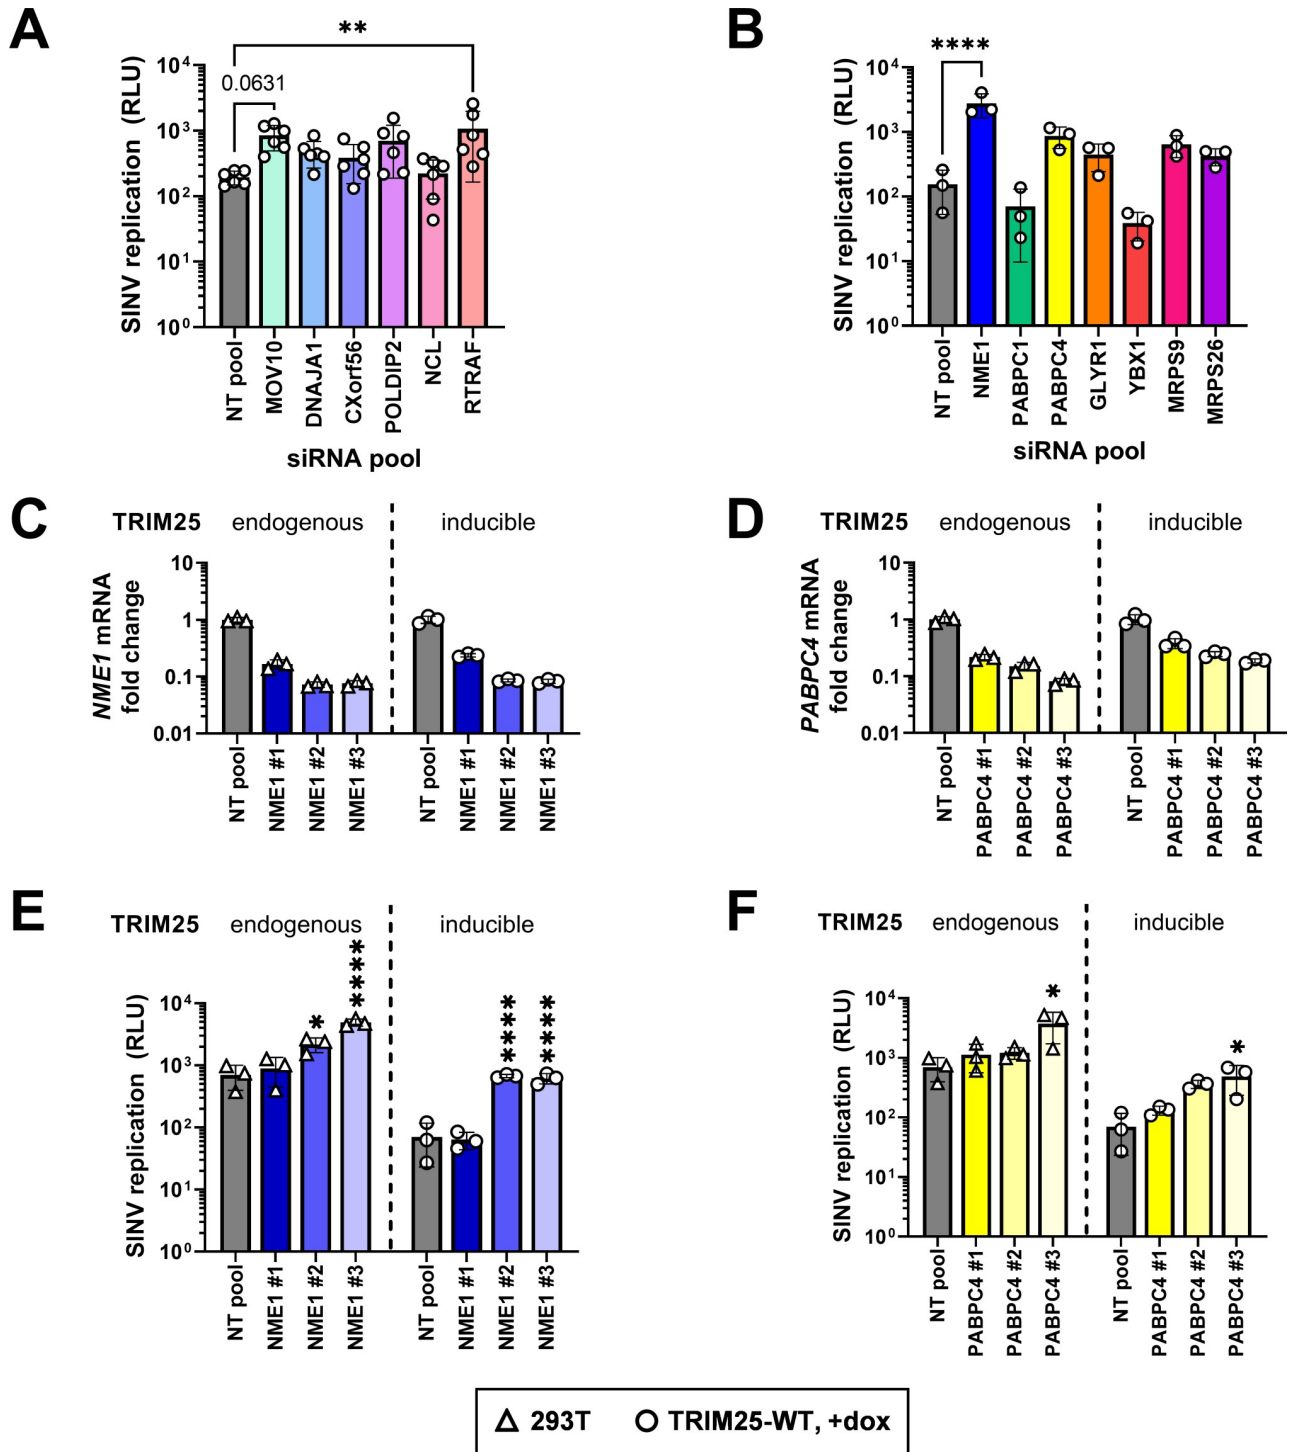 A
**
0.0631
SINV replication (RLU)
10⁴
10³
10²
10¹
10⁰
NT pool
MOV10
DNAJA1
CXorf56
POLDIP2
NCL
RTRAF
siRNA pool
B
****
SINV replication (RLU)
10⁴
10³
10²
10¹
10⁰
NT pool
NME1
PABPC1
PABPC4
GLYR1
YBX1
MRPS9
MRPS26
siRNA pool
C
TRIM25 endogenous inducible
NME1 mRNA
fold change
10
1
0.1
0.01
NT pool
NME1 #1
NME1 #2
NME1 #3
NT pool
NME1 #1
NME1 #2
NME1 #3
D
TRIM25 endogenous inducible
PABPC4 mRNA
fold change
10
1
0.1
0.01
NT pool
PABPC4 #1
PABPC4 #2
PABPC4 #3
NT pool
PABPC4 #1
PABPC4 #2
PABPC4 #3
E
TRIM25 endogenous inducible
*
****
****
****
SINV replication (RLU)
10⁴
10³
10²
10¹
10⁰
NT pool
NME1 #1
NME1 #2
NME1 #3
NT pool
NME1 #1
NME1 #2
NME1 #3
F
TRIM25 endogenous inducible
*
*
SINV replication (RLU)
10⁴
10³
10²
10¹
10⁰
NT pool
PABPC4 #1
PABPC4 #2
PABPC4 #3
NT pool
PABPC4 #1
PABPC4 #2
PABPC4 #3
293T TRIM25-WT, +dox